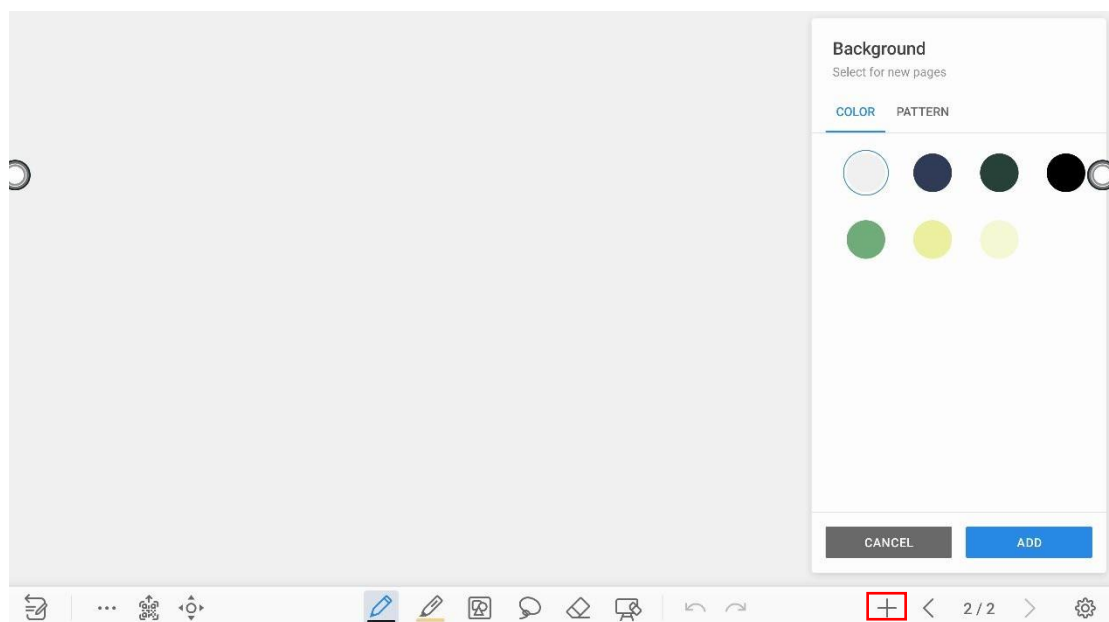 Background
Select for new pages
COLOR PATTERN
CANCEL ADD
2/2